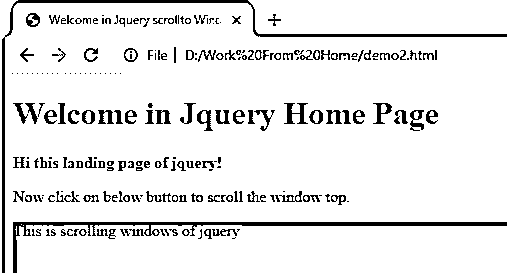 Welcome in Jquery scrollto Winc
File | D:/Work%20From%20Home/demo2.html
Welcome in Jquery Home Page
Hi this landing page of jquery!
Now click on below button to scroll the window top.
This is scrolling windows of jquery